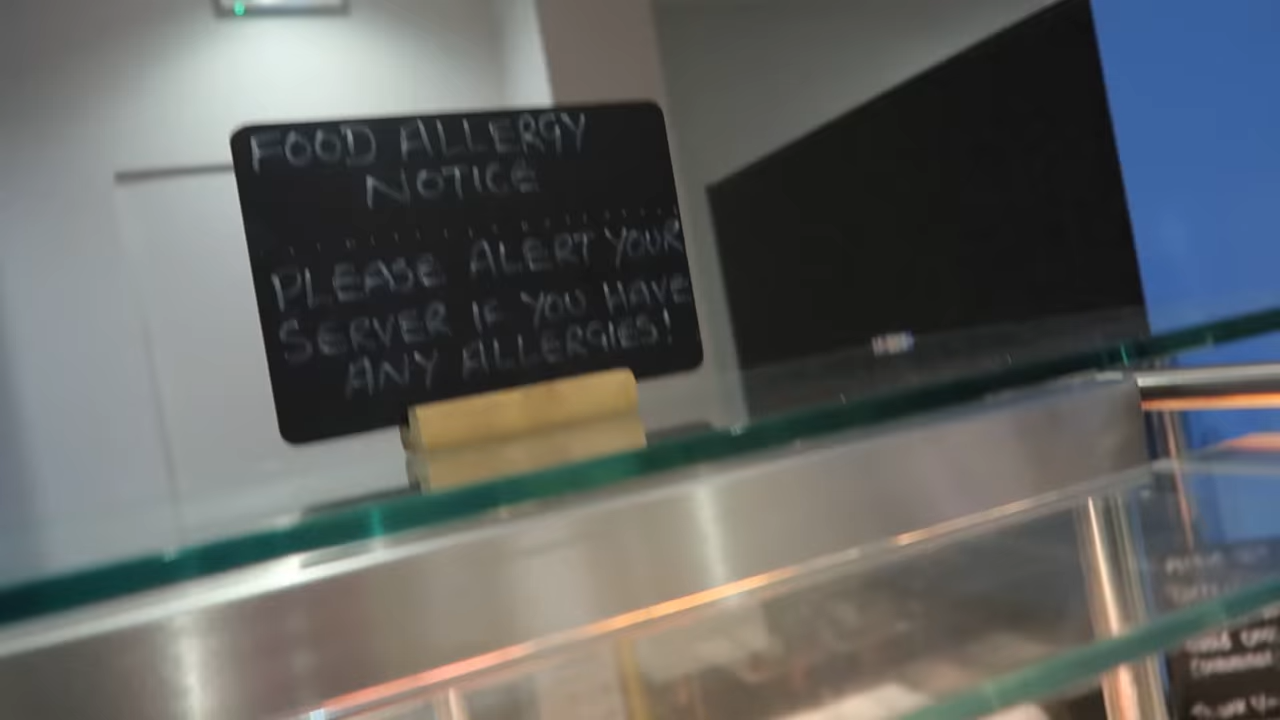 FOOD ALLERGY
NOTICE
PLEASE ALERT YOUR
SERVER IF YOU HAVE
ANY ALLERGIES!